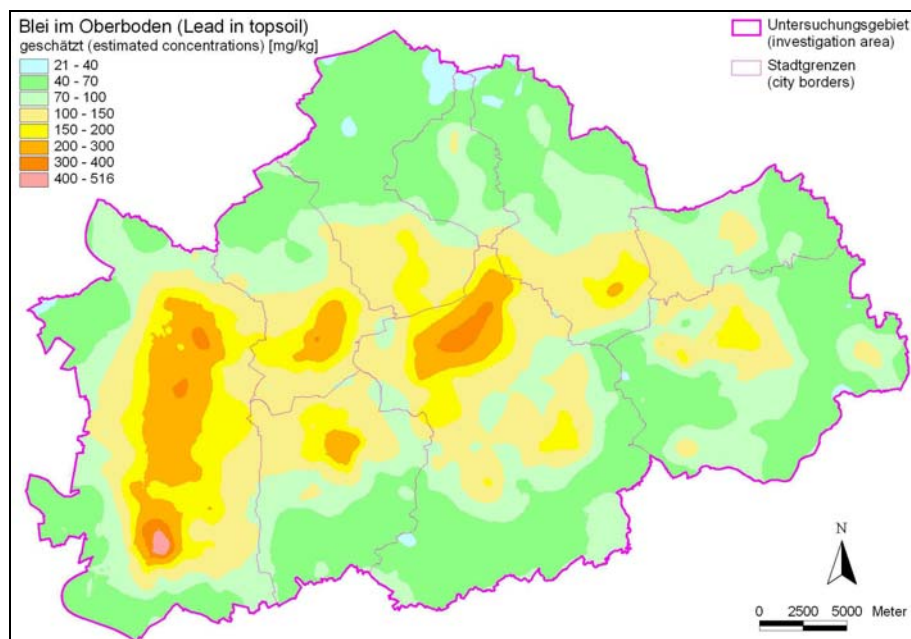 Blei im Oberboden (Lead in topsoil)
geschätzt (estimated concentrations) [mg/kg]
21 - 40
40 - 70
70 - 100
100 - 150
150 - 200
200 - 300
300 - 400
400 - 516
Untersuchungsgebiet
(investigation area)
Stadtgrenzen
(city borders)
N
0 2500 5000 Meter